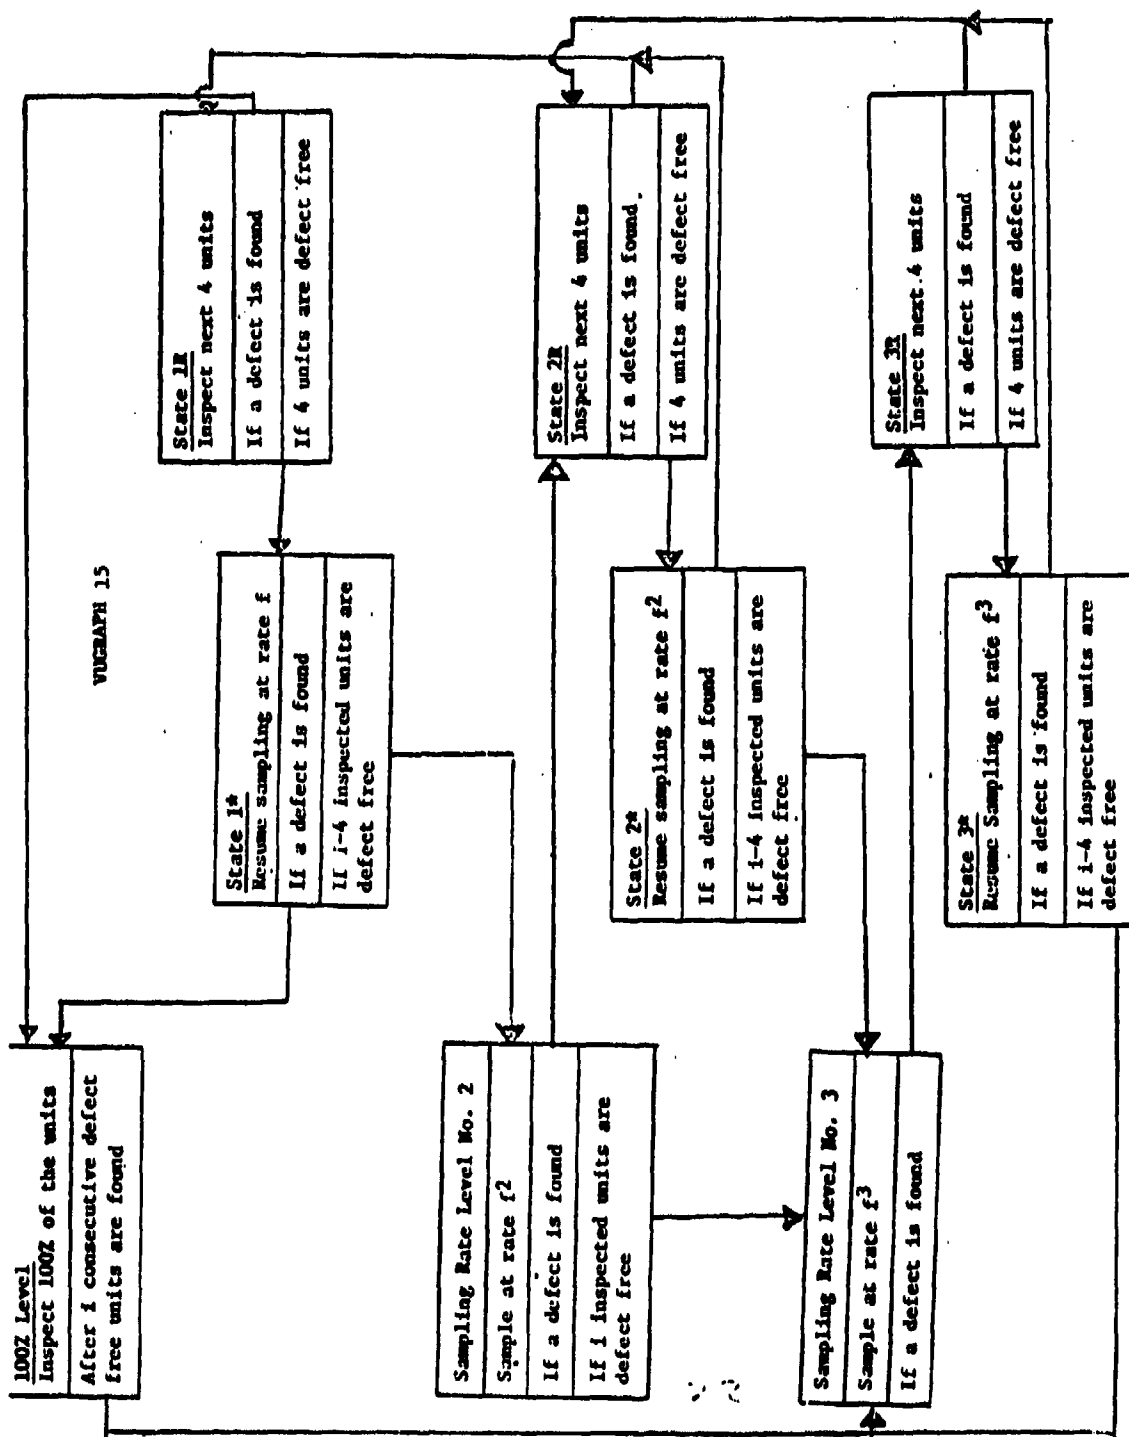 VUGRAPH 15
100% Level
Inspect 100% of the units
After i consecutive defect
free units are found
State 1*
Resume sampling at rate f
If a defect is found
If i-4 inspected units are
defect free
State 1R
Inspect next 4 units
If a defect is found
If 4 units are defect free
Sampling Rate Level No. 2
Sample at rate f²
If a defect is found
If i inspected units are
defect free
State 2*
Resume sampling at rate f²
If a defect is found
If i-4 inspected units are
defect free
State 2R
Inspect next 4 units
If a defect is found
If 4 units are defect free
Sampling Rate Level No. 3
Sample at rate f³
If a defect is found
State 3*
Resume Sampling at rate f³
If a defect is found
If i-4 inspected units are
defect free
State 3R
Inspect next 4 units
If a defect is found
If 4 units are defect free